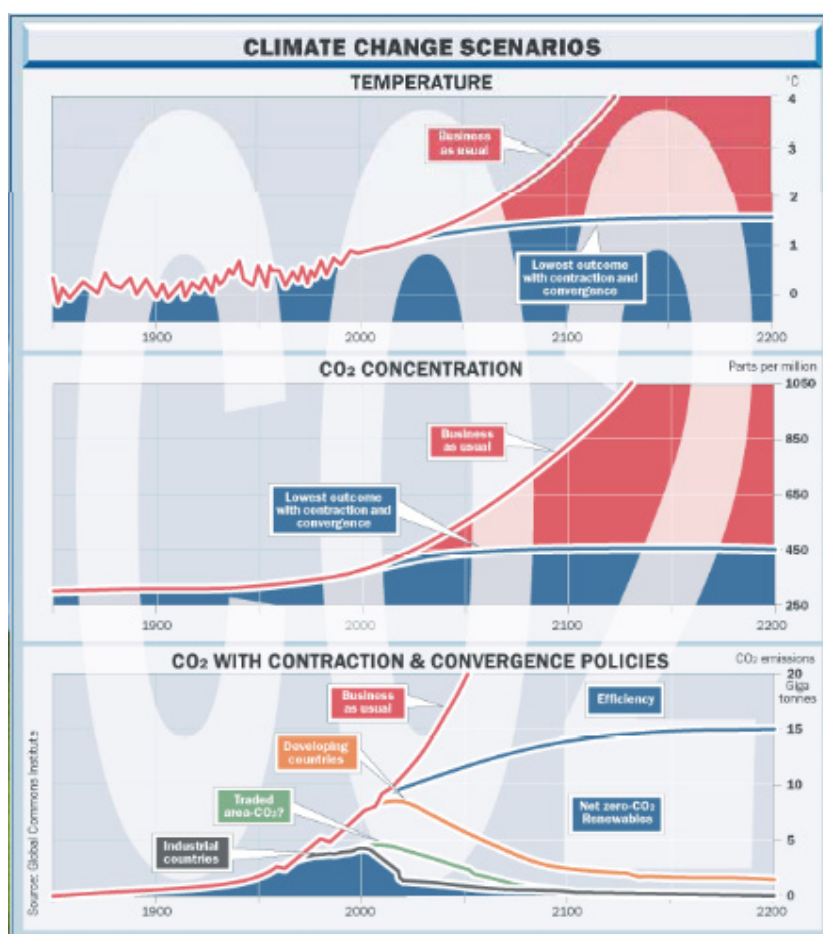 CLIMATE CHANGE SCENARIOS
TEMPERATURE
°C
4
3
2
1
0
Business
as usual
Lowest outcome
with contraction and
convergence
1900
2000
2100
2200
CO₂ CONCENTRATION
Parts per million
1050
850
650
450
250
Business
as usual
Lowest outcome
with contraction and
convergence
1900
2000
2100
2200
CO₂ WITH CONTRACTION & CONVERGENCE POLICIES
CO₂ emissions
20
Giga
tonnes
15
10
5
0
Business
as usual
Efficiency
Developing
countries
Traded
area-CO₂?
Net zero-CO₂
Renewables
Industrial
countries
1900
2000
2100
2200
Source: Global Commons Institute
CO2